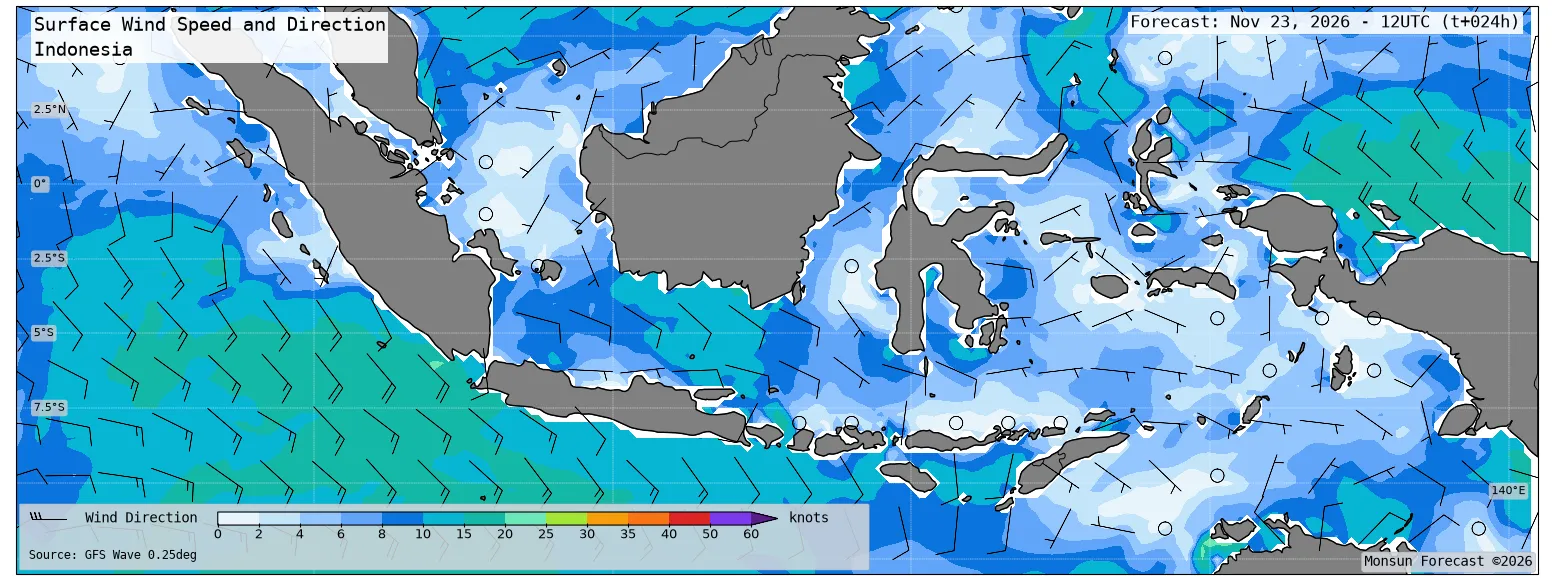 Surface Wind Speed and Direction
Indonesia
Forecast: Nov 23, 2026 - 12UTC (t+024h)
2.5°N
0°
2.5°S
5°S
7.5°S
140°E
Wind Direction
0 2 4 6 8 10 15 20 25 30 35 40 50 60
knots
Source: GFS Wave 0.25deg
Monsun Forecast ©2026